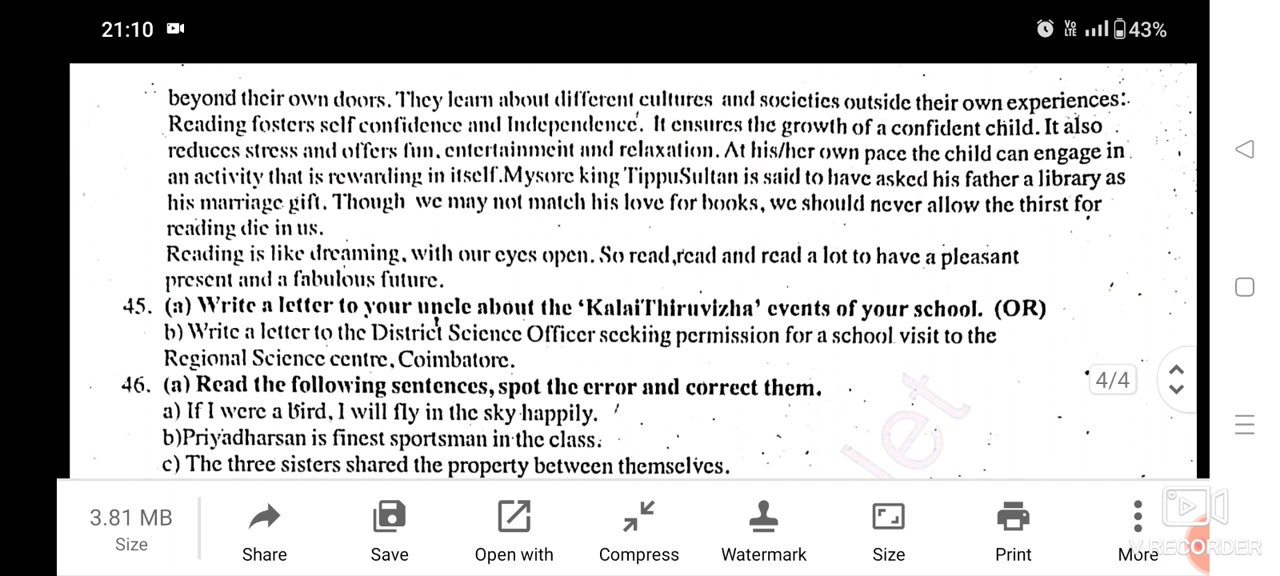 21:10
Vo LTE 43%
beyond their own doors. They learn about different cultures and societies outside their own experiences.
Reading fosters self confidence and Independence. It ensures the growth of a confident child. It also
reduces stress and offers fun, entertainment and relaxation. At his/her own pace the child can engage in
an activity that is rewarding in itself.Mysore king TippuSultan is said to have asked his father a library as
his marriage gift. Though we may not match his love for books, we should never allow the thirst for
reading die in us.
Reading is like dreaming, with our eyes open. So read,read and read a lot to have a pleasant
present and a fabulous future.
45. (a) Write a letter to your uncle about the ‘KalaiThiruvizha’ events of your school. (OR)
b) Write a letter to the District Science Officer seeking permission for a school visit to the
Regional Science centre, Coimbatore.
46. (a) Read the following sentences, spot the error and correct them.
4/4
a) If I were a bird, I will fly in the sky happily.
b)Priyadharsan is finest sportsman in the class.
c) The three sisters shared the property between themselves.
3.81 MB
Size
Share
Save
Open with
Compress
Watermark
Size
Print
More
V RECORDER